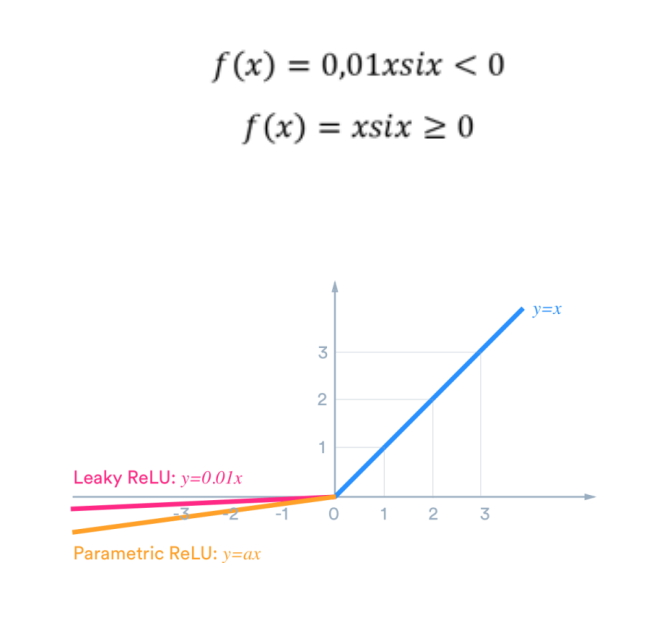 f(x) = 0,01xsix < 0
f(x) = xsix ≥ 0
y=x
3
2
1
Leaky ReLU: y=0.01x
-3 -2 -1 0 1 2 3
Parametric ReLU: y=ax